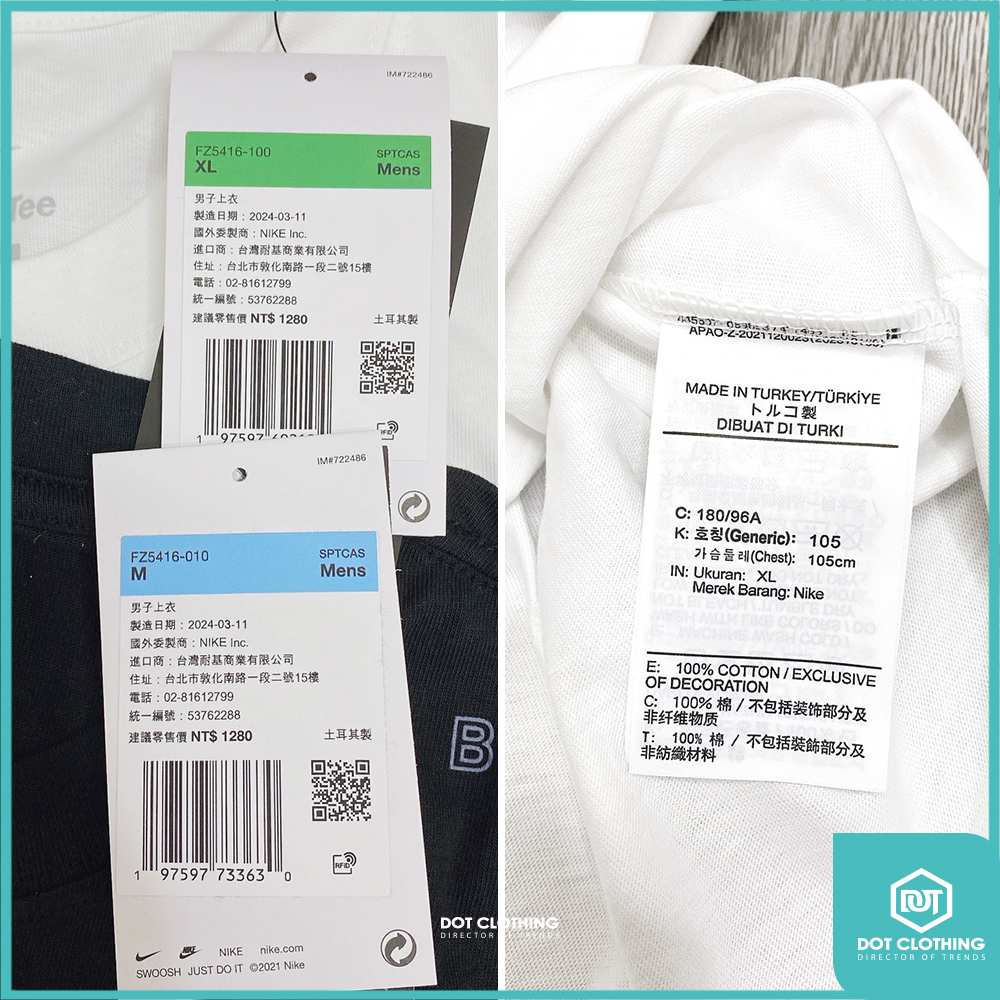 Tee
IM#722486
FZ5416-100
XL
SPTCAS
Mens
男子上衣
製造日期：2024-03-11
國外委製商：NIKE Inc.
進口商：台灣耐基商業有限公司
住址：台北市敦化南路一段二號15樓
電話：02-81612799
統一編號：53762288
建議零售價 NT$ 1280
土耳其製
1 97597
RFID
IM#722486
FZ5416-010
M
SPTCAS
Mens
男子上衣
製造日期：2024-03-11
國外委製商：NIKE Inc.
進口商：台灣耐基商業有限公司
住址：台北市敦化南路一段二號15樓
電話：02-81612799
統一編號：53762288
建議零售價 NT$ 1280
土耳其製
1 97597 73363 0
RFID
NIKE nike.com
SWOOSH JUST DO IT ©2021 Nike
B
MADE IN TURKEY/TÜRKİYE
トルコ製
DIBUAT DI TURKI
C: 180/96A
K: 호칭(Generic): 105
가슴둘레(Chest): 105cm
IN: Ukuran: XL
Merek Barang: Nike
E: 100% COTTON / EXCLUSIVE
OF DECORATION
C: 100% 棉 / 不包括装饰部分及
非纤维物质
T: 100% 棉 / 不包括裝飾部分及
非紡織材料
DOT CLOTHING
DIRECTOR OF TRENDS
DOT
DOT CLOTHING
DIRECTOR OF TRENDS